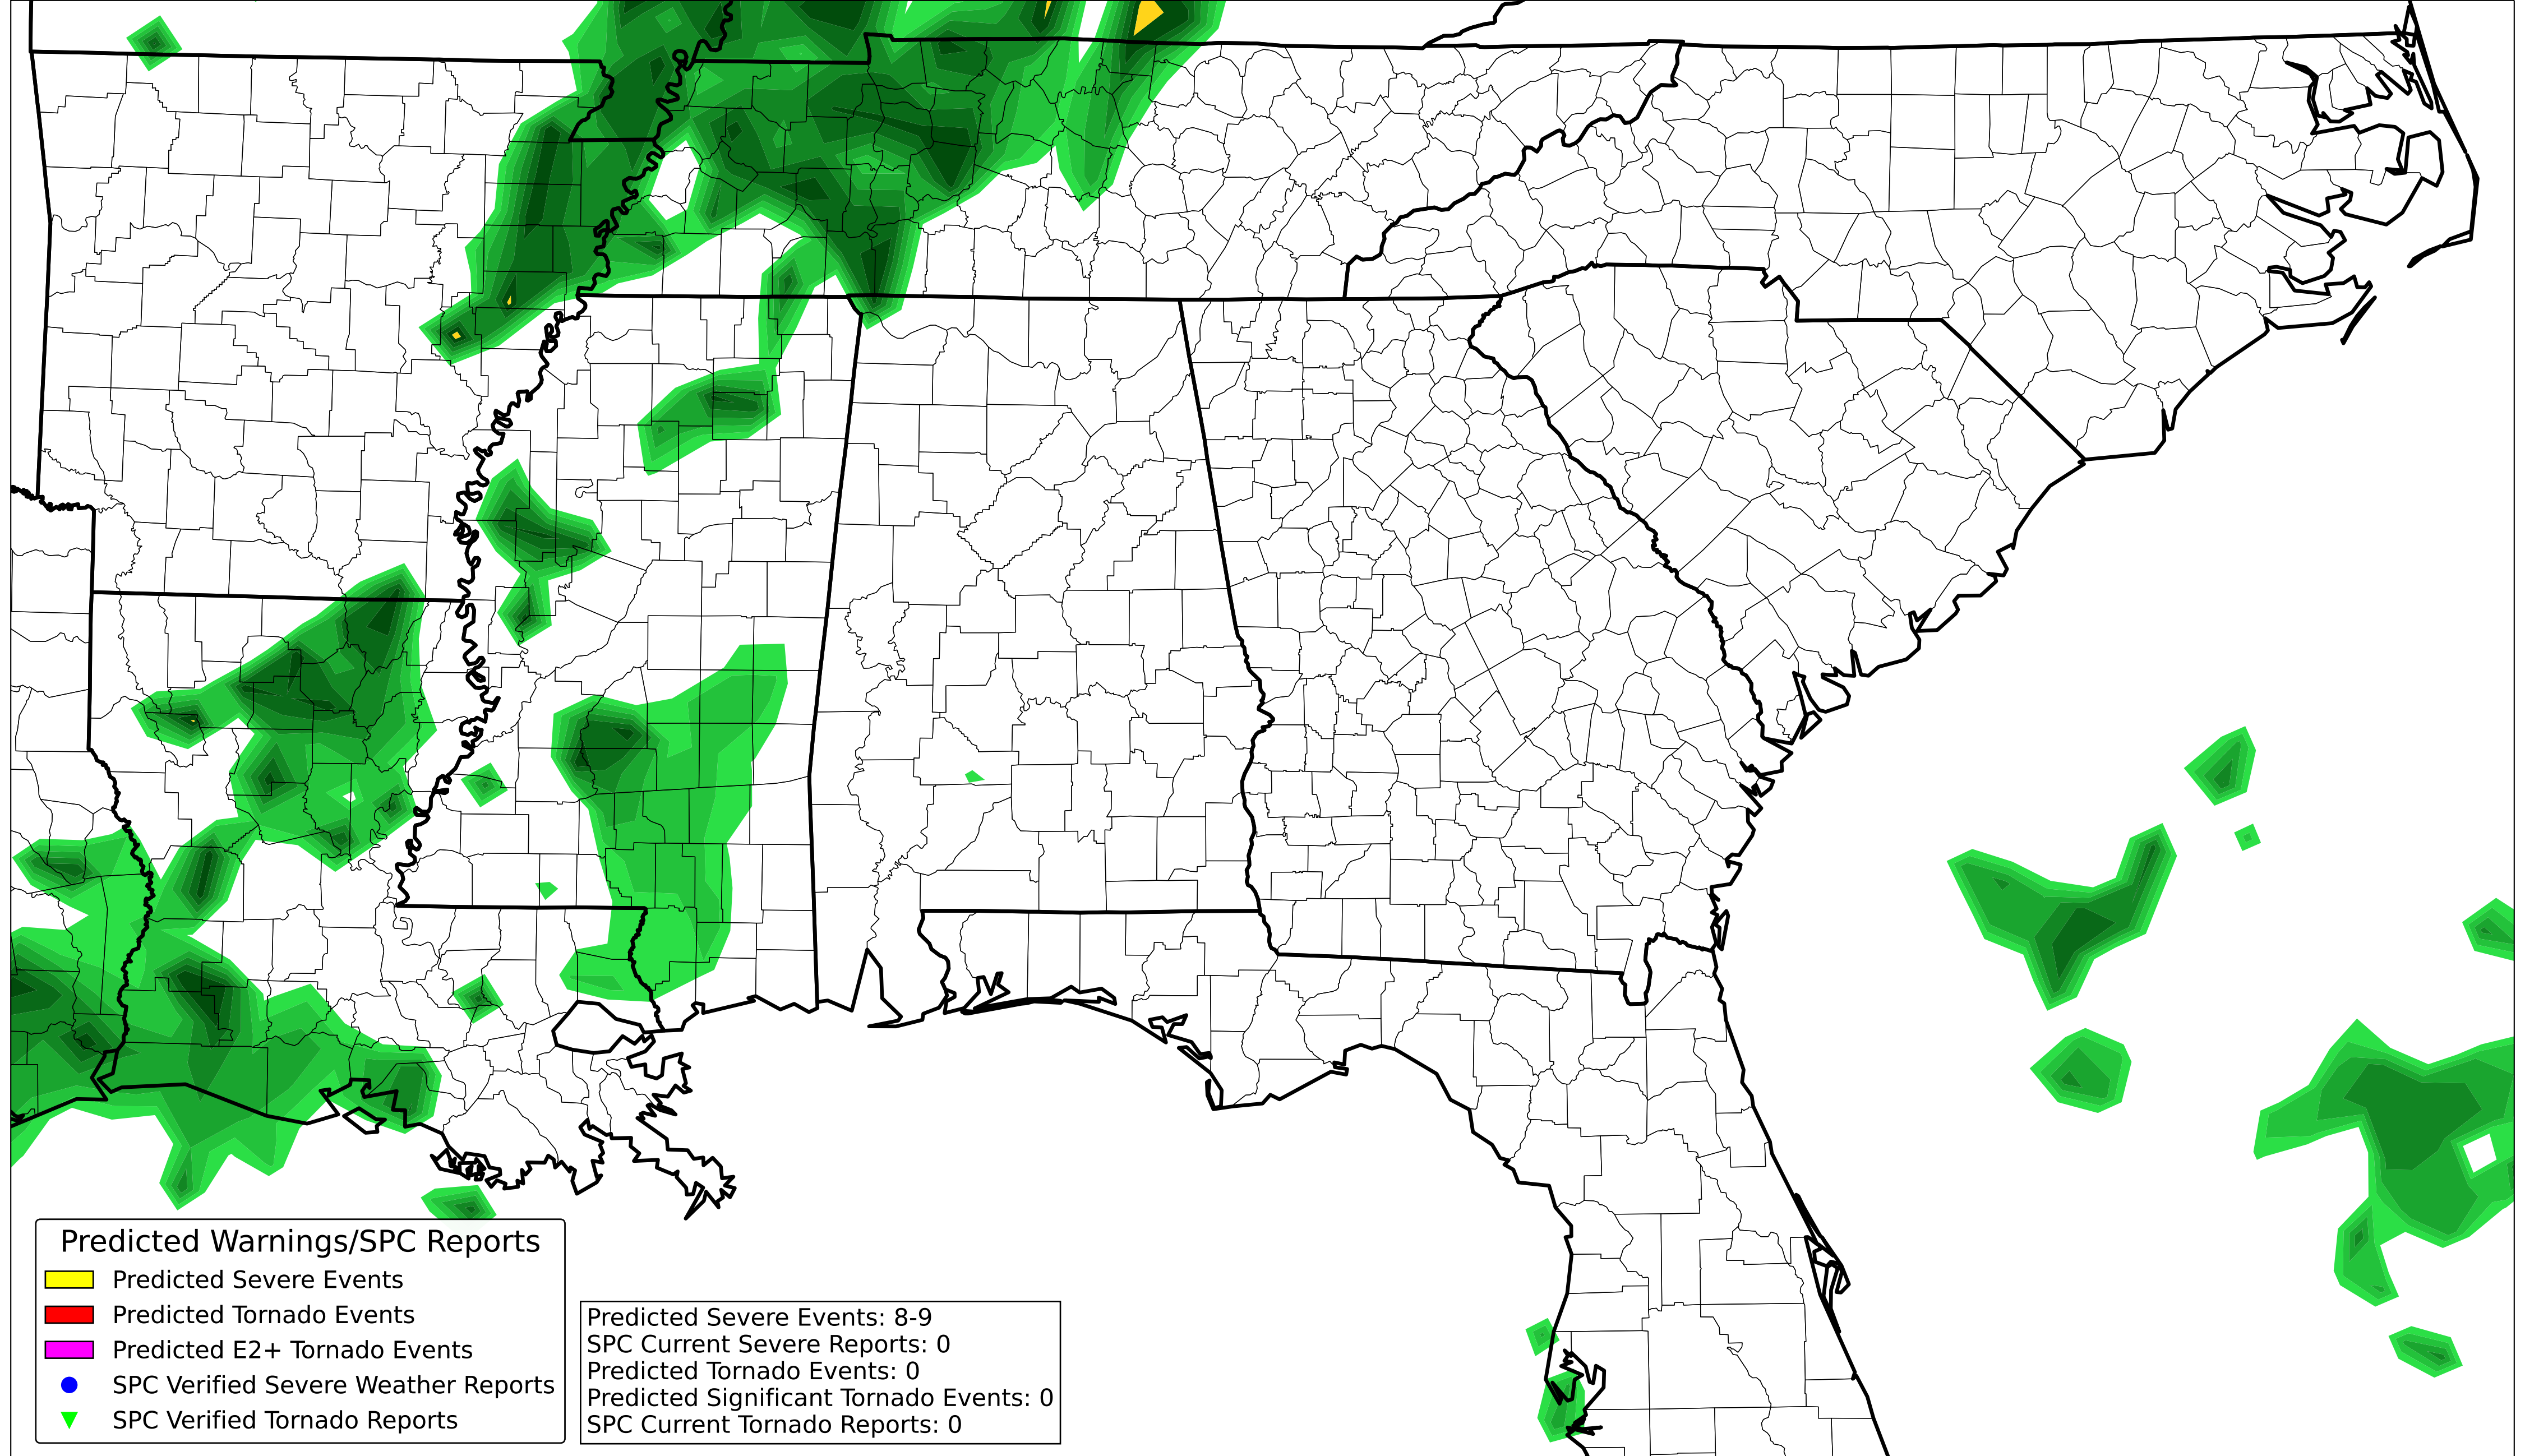 Predicted Warnings/SPC Reports
Predicted Severe Events
Predicted Tornado Events
Predicted E2+ Tornado Events
SPC Verified Severe Weather Reports
SPC Verified Tornado Reports
Predicted Severe Events: 8-9
SPC Current Severe Reports: 0
Predicted Tornado Events: 0
Predicted Significant Tornado Events: 0
SPC Current Tornado Reports: 0